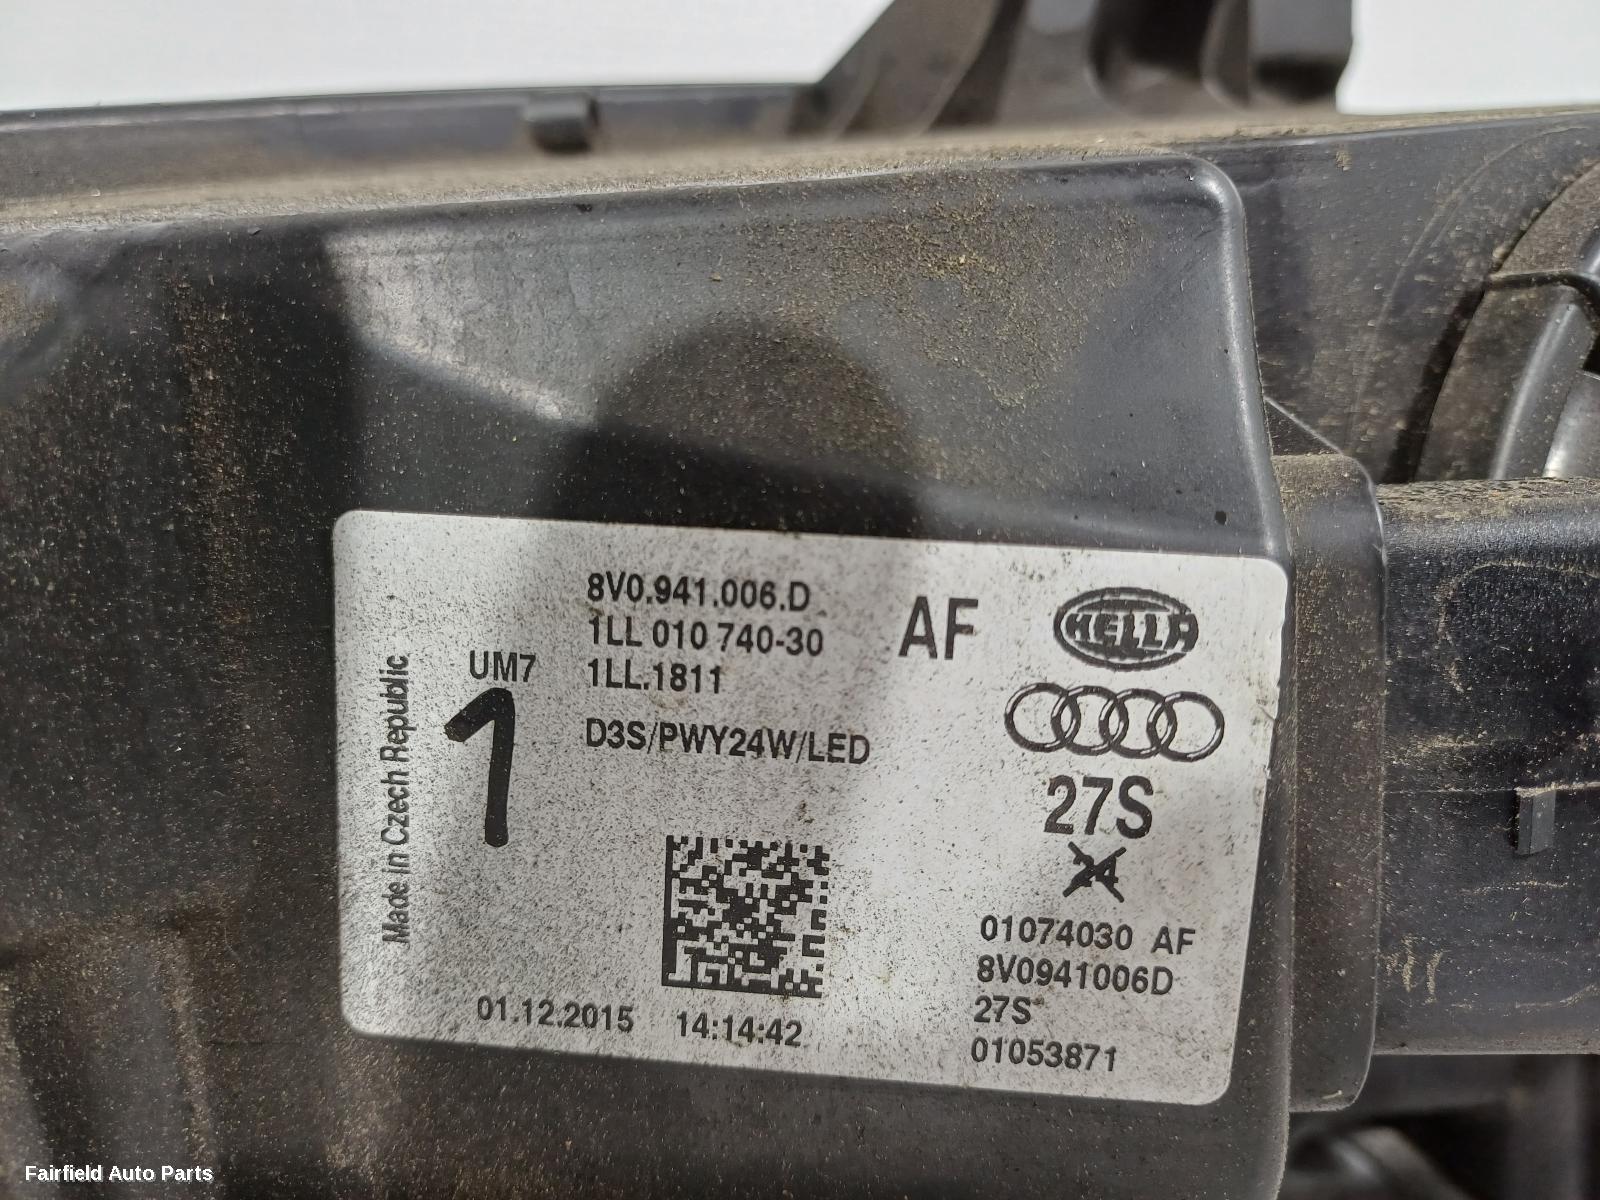 8V0.941.006.D
1LL 010 740-30
1LL.1811
UM7
1
D3S/PWY24W/LED
AF
HELLA
27S
24
01074030 AF
8V0941006D
27S
01053871
Made in Czech Republic
01.12.2015 14:14:42
Fairfield Auto Parts